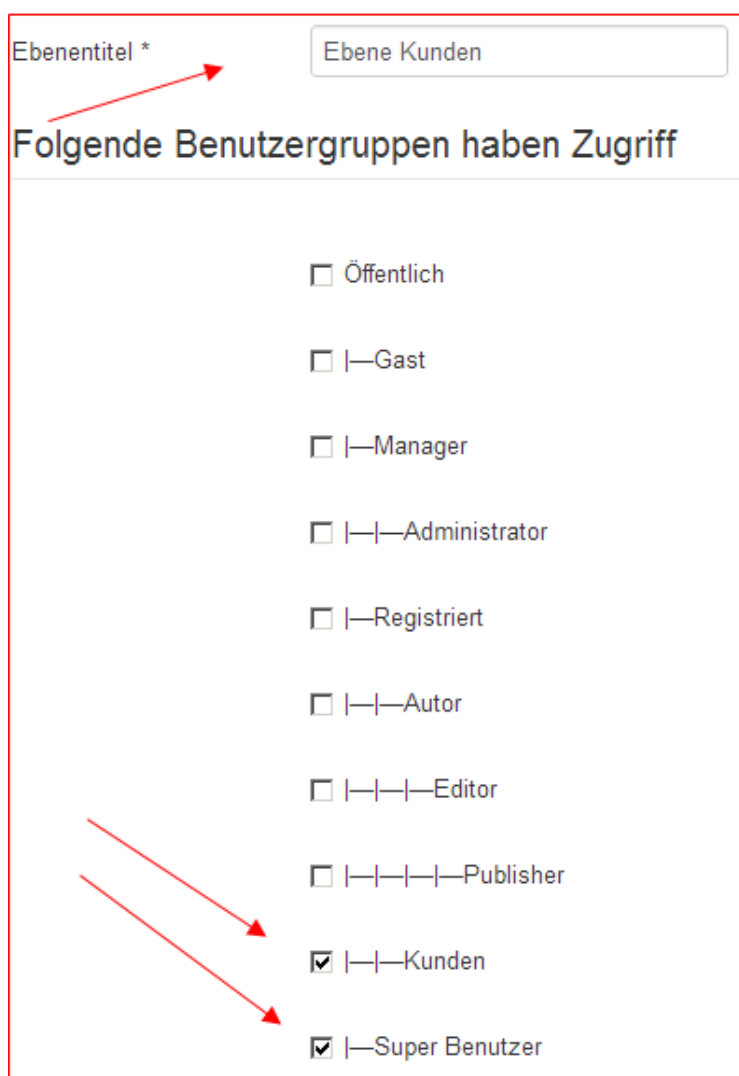 Ebenentitel * Ebene Kunden
Folgende Benutzergruppen haben Zugriff
Öffentlich
|—Gast
|—Manager
|—|—Administrator
|—Registriert
|—|—Autor
|—|—|—Editor
|—|—|—|—Publisher
|—|—Kunden
|—Super Benutzer